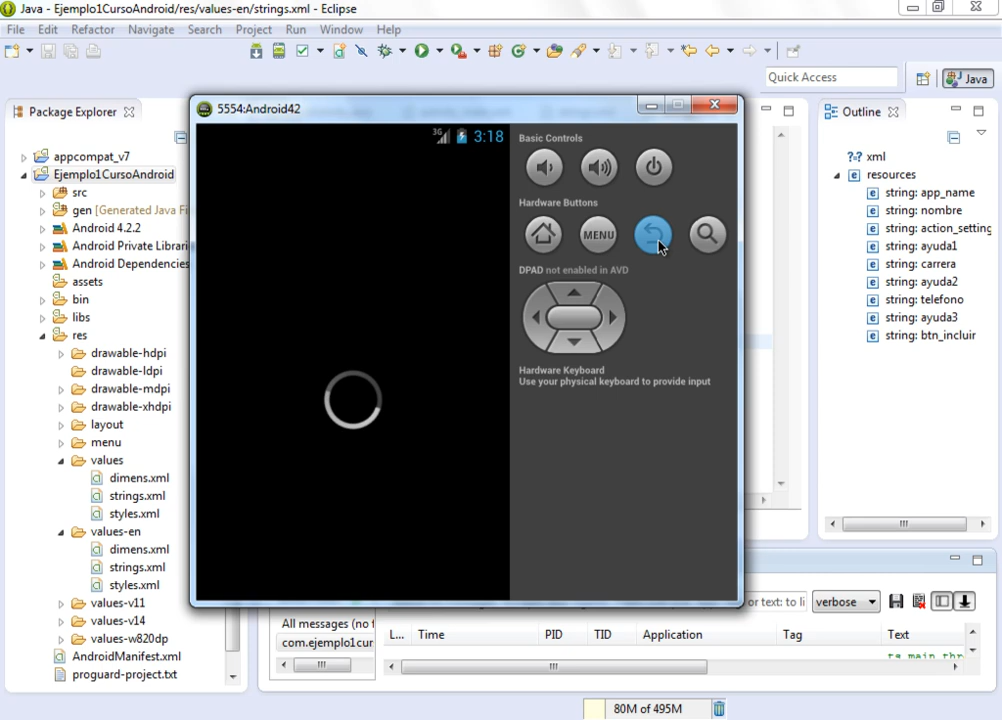 Java - Ejemplo1CursoAndroid/res/values-en/strings.xml - Eclipse
File Edit Refactor Navigate Search Project Run Window Help
Quick Access
Java
Package Explorer
appcompat_v7
Ejemplo1CursoAndroid
src
gen [Generated Java Fi
Android 4.2.2
Android Private Librari
Android Dependencies
assets
bin
libs
res
drawable-hdpi
drawable-ldpi
drawable-mdpi
drawable-xhdpi
layout
menu
values
dimens.xml
strings.xml
styles.xml
values-en
dimens.xml
strings.xml
styles.xml
values-v11
values-v14
values-w820dp
AndroidManifest.xml
proguard-project.txt
5554:Android42
3G
3:18
Basic Controls
Hardware Buttons
MENU
DPAD not enabled in AVD
Hardware Keyboard
Use your physical keyboard to provide input
Outline
xml
resources
string: app_name
string: nombre
string: action_setting
string: ayuda1
string: carrera
string: ayuda2
string: telefono
string: ayuda3
string: btn_incluir
or text: to li
verbose
All messages (no f
com.ejemplo1cur
L... Time PID TID Application Tag Text
80M of 495M